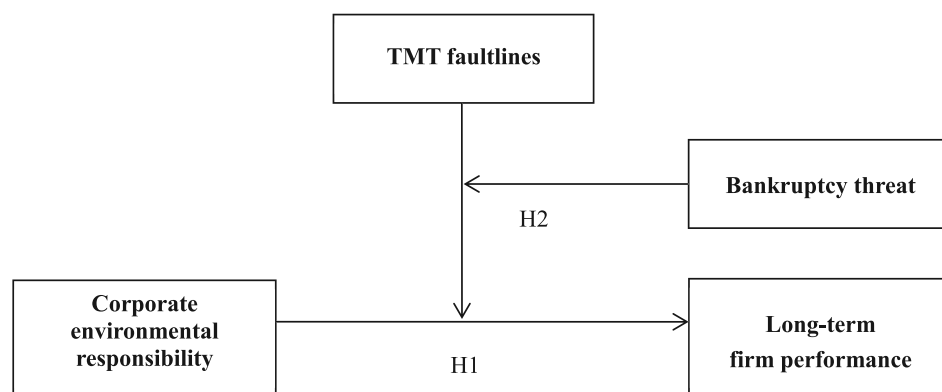 TMT faultlines
Bankruptcy threat
H2
Corporate
environmental
responsibility
Long-term
firm performance
H1